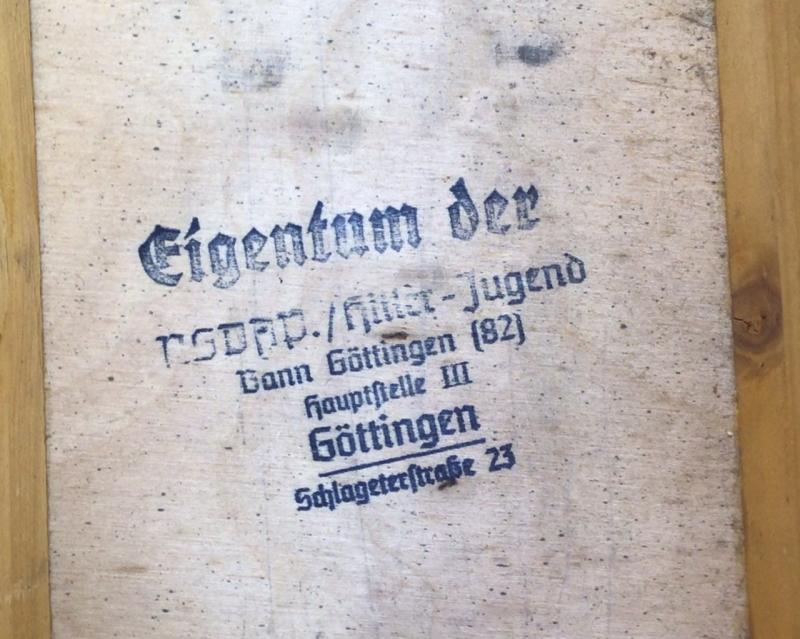 Eigentum der
NSDAP./Hitler-Jugend
Bann Göttingen (82)
Hauptstelle III
Göttingen
Schlageterstraße 23